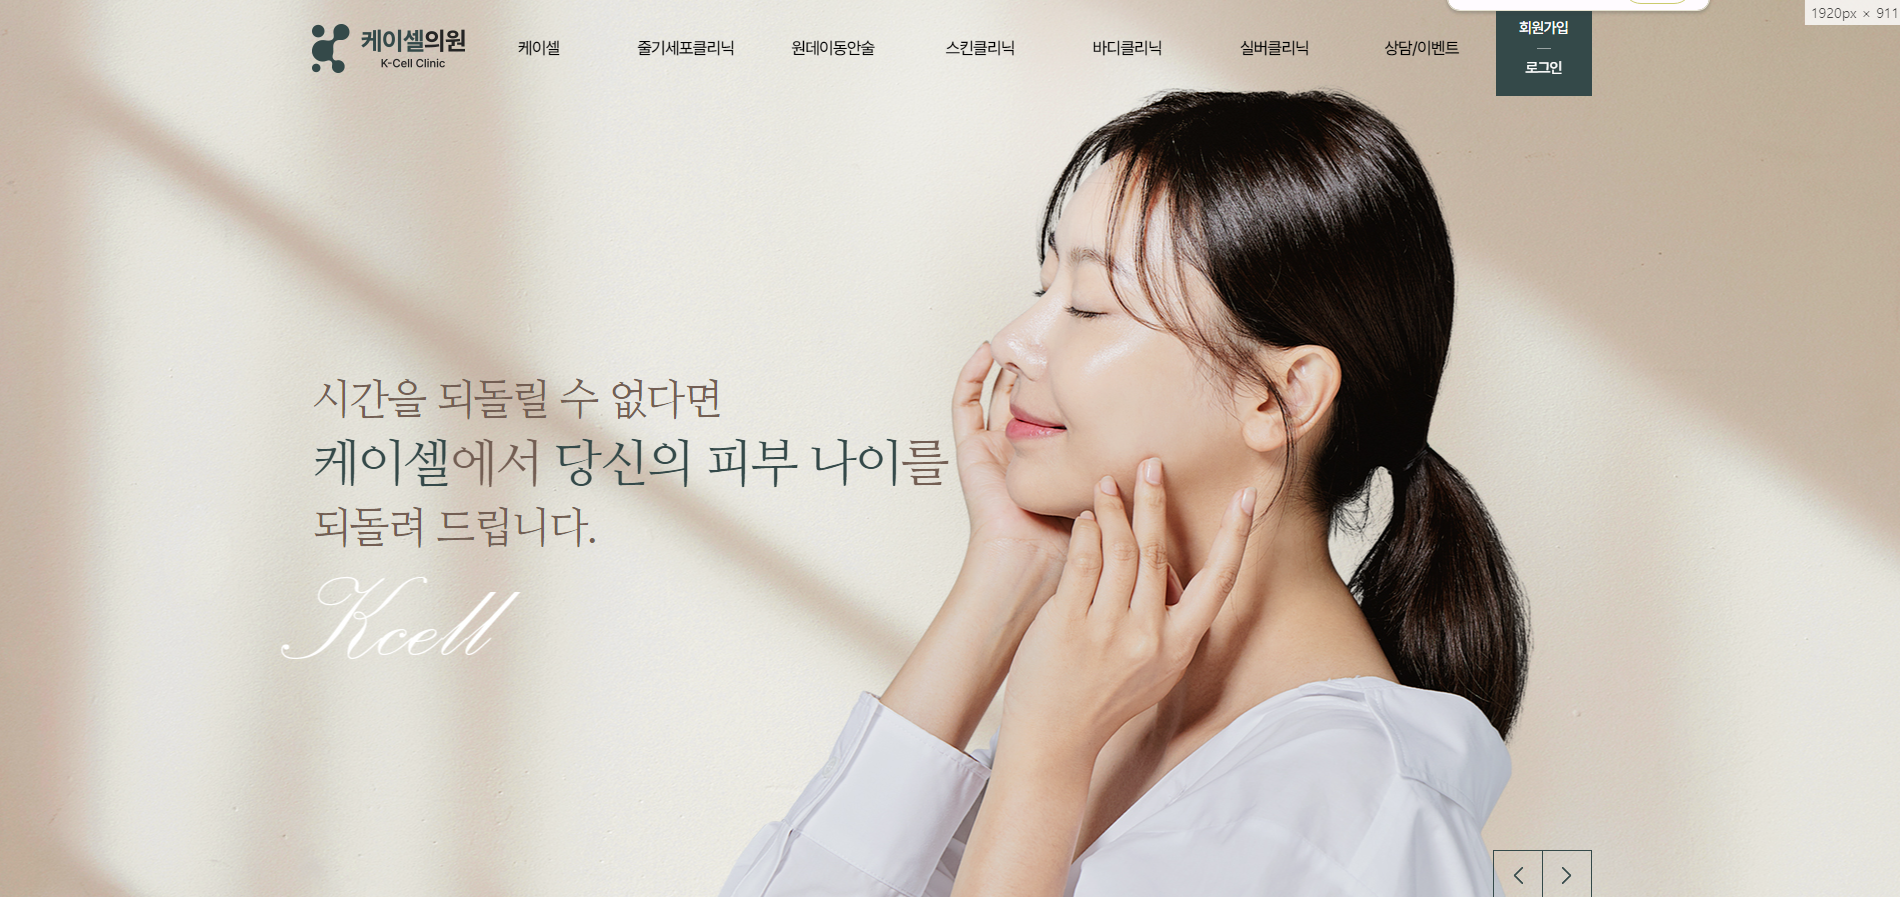 케이셀의원
K-Cell Clinic
케이셀 줄기세포클리닉 원데이동안술 스킨클리닉 바디클리닉 실버클리닉 상담/이벤트
회원가입
로그인
1920px × 911
시간을 되돌릴 수 없다면
케이셀에서 당신의 피부 나이를
되돌려 드립니다.
Kcell